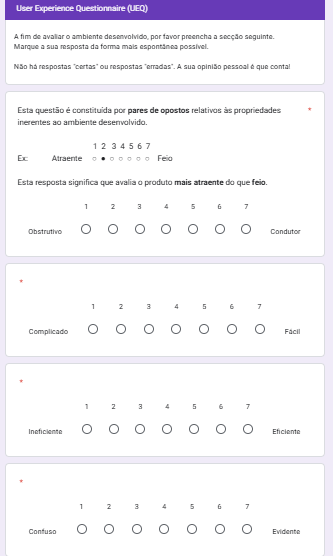 User Experience Questionnaire (UEQ)
A fim de avaliar o ambiente desenvolvido, por favor preencha a secção seguinte.
Marque a sua resposta da forma mais espontânea possível.
Não há respostas "certas" ou respostas "erradas". A sua opinião pessoal é que conta!
Esta questão é constituída por pares de opostos relativos às propriedades *
inerentes ao ambiente desenvolvido.
1 2 3 4 5 6 7
Ex: Atraente Feio
Esta resposta significa que avalia o produto mais atraente do que feio.
1 2 3 4 5 6 7
Obstrutivo Condutor
*
1 2 3 4 5 6 7
Complicado Fácil
*
1 2 3 4 5 6 7
Ineficiente Eficiente
*
1 2 3 4 5 6 7
Confuso Evidente